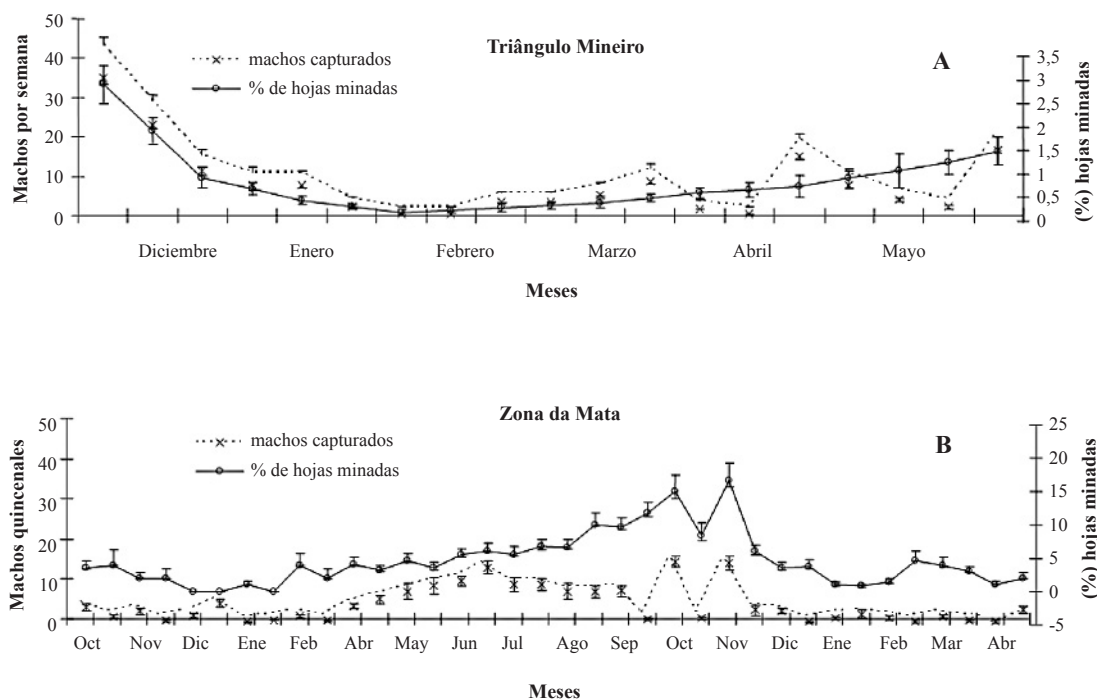 Triângulo Mineiro
A
machos capturados
% de hojas minadas
Machos por semana
50
40
30
20
10
0
3,5
3
2,5
2
1,5
1
0,5
0
(%) hojas minadas
Diciembre Enero Febrero Marzo Abril Mayo
Meses
Zona da Mata
B
machos capturados
% de hojas minadas
Machos quincenales
50
40
30
20
10
0
25
20
15
10
5
0
-5
(%) hojas minadas
Oct Nov Dic Ene Feb Abr May Jun Jul Ago Sep Oct Nov Dic Ene Feb Mar Abr
Meses